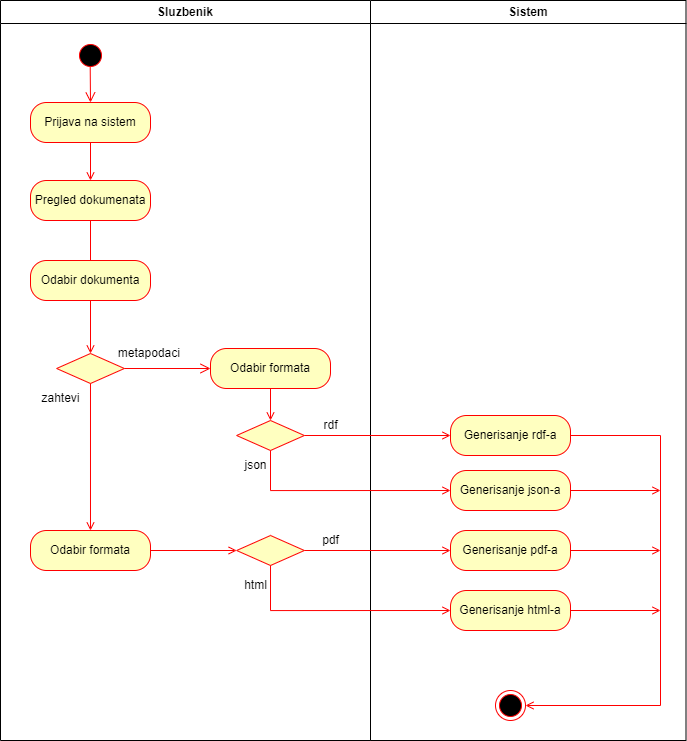 Sluzbenik
Sistem
Prijava na sistem
Pregled dokumenata
Odabir dokumenta
metapodaci
Odabir formata
zahtevi
rdf
Generisanje rdf-a
json
Generisanje json-a
Odabir formata
pdf
Generisanje pdf-a
html
Generisanje html-a